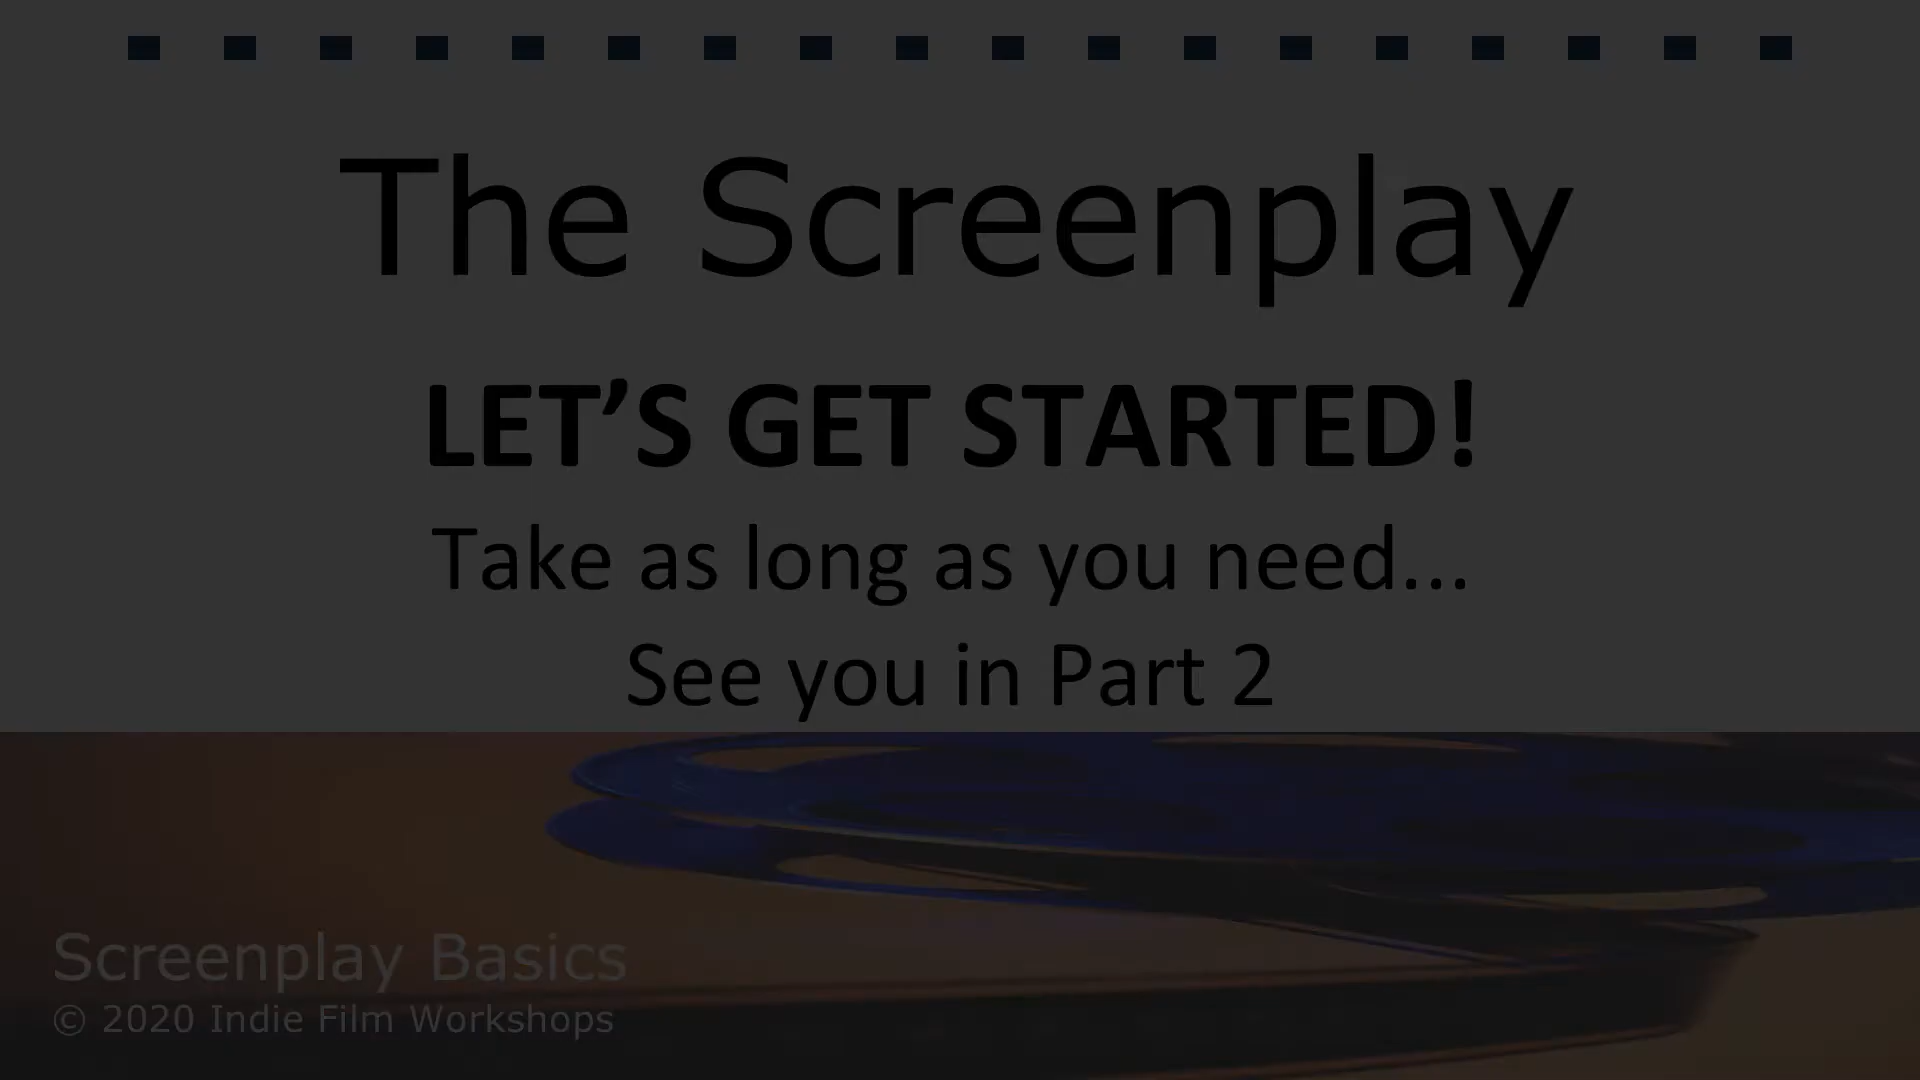 The Screenplay
LET’S GET STARTED!
Take as long as you need...
See you in Part 2
Screenplay Basics
© 2020 Indie Film Workshops